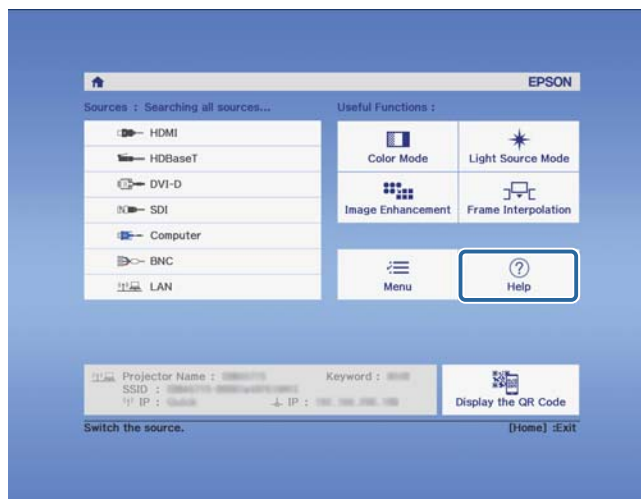 EPSON
Sources : Searching all sources...
HDMI
HDBaseT
DVI-D
SDI
Computer
BNC
LAN
Useful Functions :
Color Mode
Light Source Mode
Image Enhancement
Frame Interpolation
Menu
Help
Projector Name :
Keyword :
SSID :
IP :
IP :
Display the QR Code
Switch the source.
[Home] :Exit